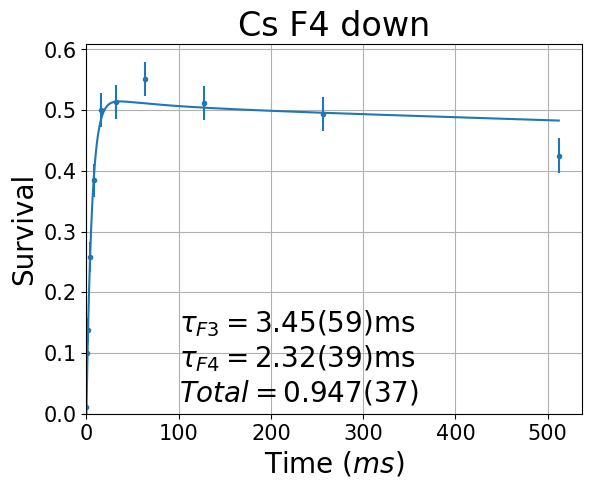 Cs F4 down
0.6
0.5
0.4
0.3
0.2
0.1
0.0
Survival
τF3 = 3.45(59)ms
τF4 = 2.32(39)ms
Total = 0.947(37)
0 100 200 300 400 500
Time (ms)